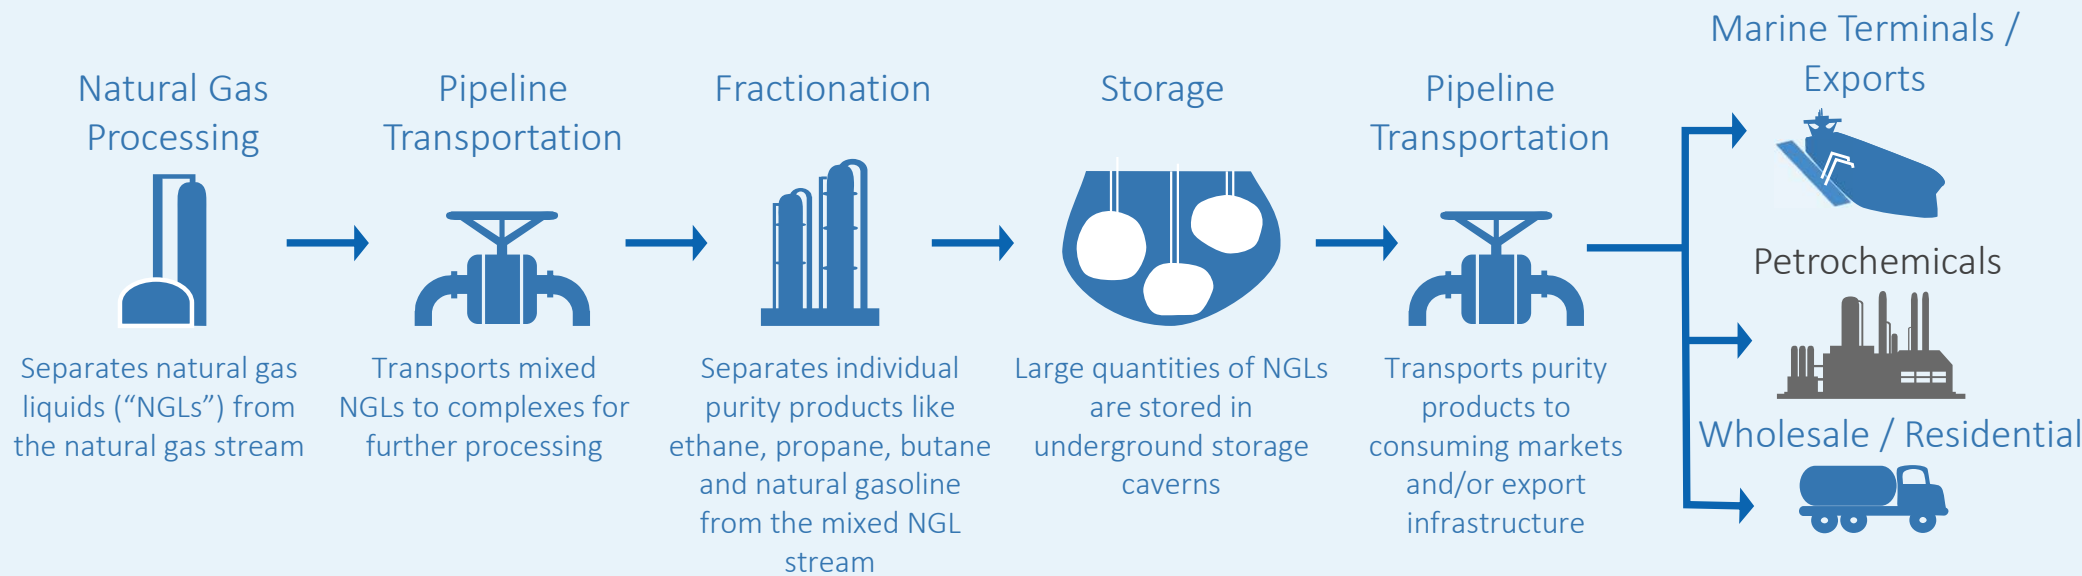 Natural Gas
Processing
Separates natural gas
liquids (“NGLs”) from
the natural gas stream
Pipeline
Transportation
Transports mixed
NGLs to complexes for
further processing
Fractionation
Separates individual
purity products like
ethane, propane, butane
and natural gasoline
from the mixed NGL
stream
Storage
Large quantities of NGLs
are stored in
underground storage
caverns
Pipeline
Transportation
Transports purity
products to
consuming markets
and/or export
infrastructure
Marine Terminals /
Exports
Petrochemicals
Wholesale / Residential